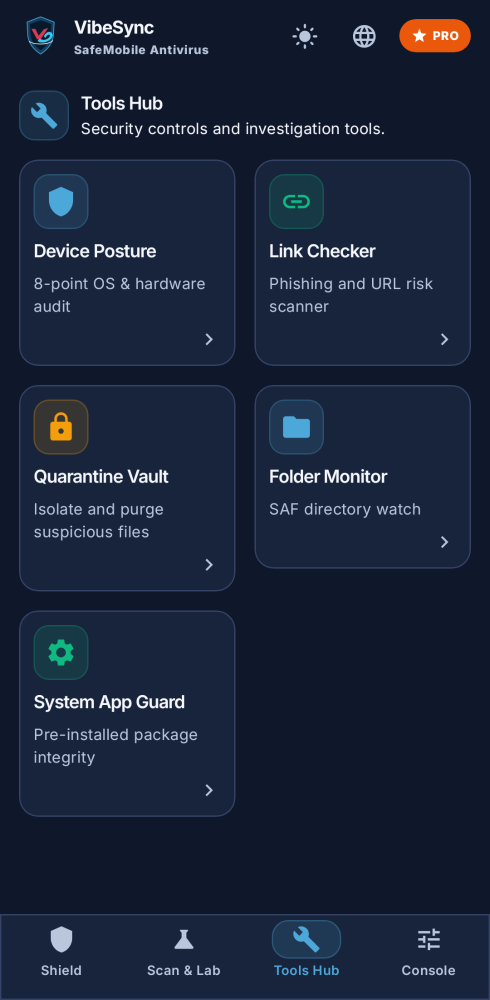 VibeSync
SafeMobile Antivirus
PRO
Tools Hub
Security controls and investigation tools.
Device Posture
8-point OS & hardware
audit
Link Checker
Phishing and URL risk
scanner
Quarantine Vault
Isolate and purge
suspicious files
Folder Monitor
SAF directory watch
System App Guard
Pre-installed package
integrity
Shield
Scan & Lab
Tools Hub
Console